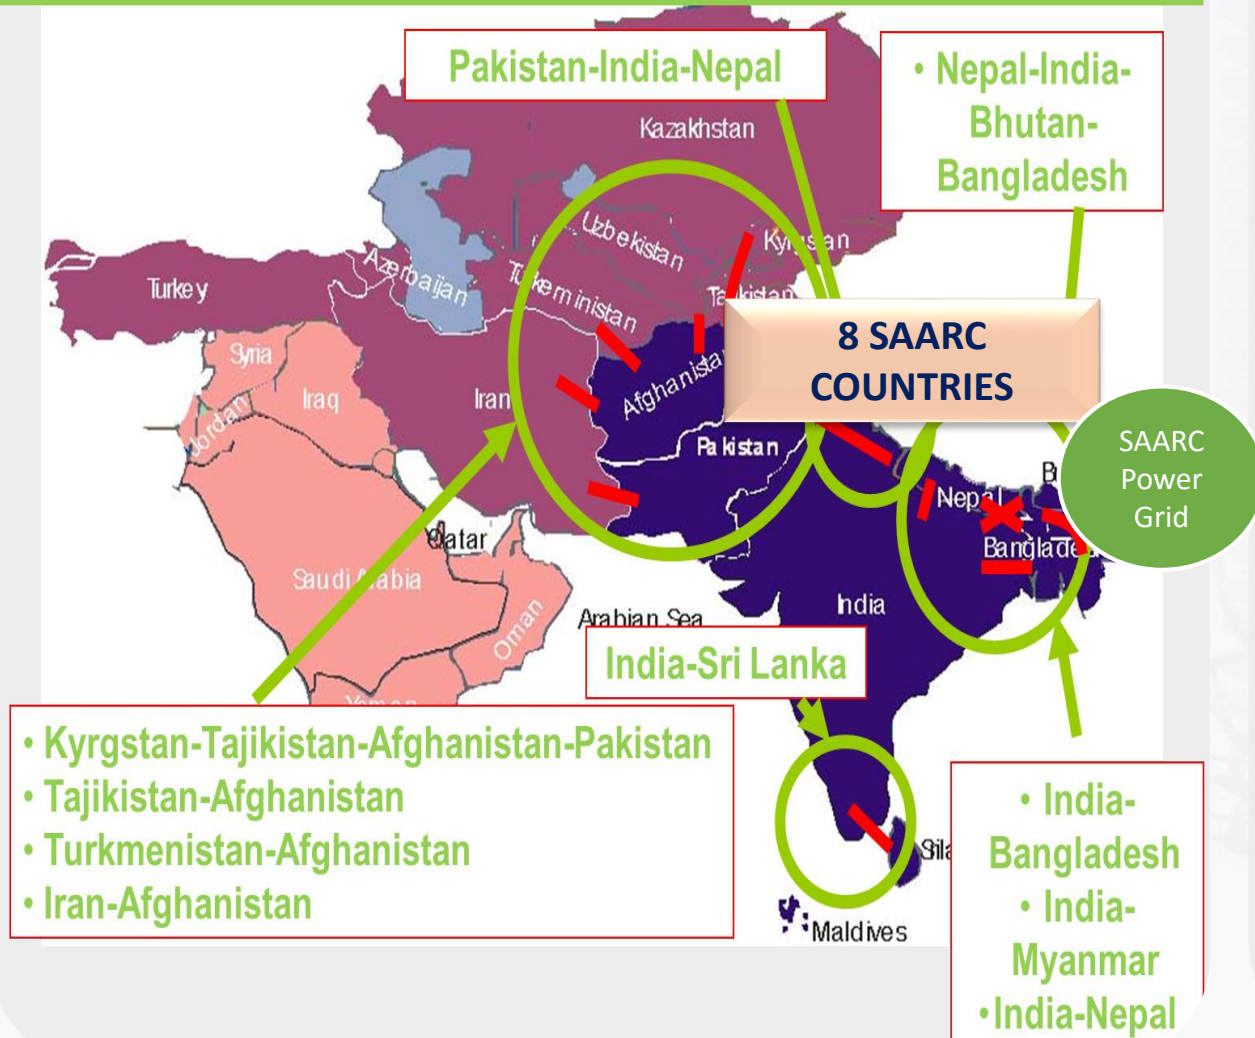 Pakistan-India-Nepal
• Nepal-India-
Bhutan-
Bangladesh
Kazakhstan
Uzbekistan
Turkey
Azerbaijan
Turkeministan
8 SAARC
COUNTRIES
Syria
Iraq
Jordan
Iran
Afghanistan
Pakistan
SAARC
Power
Grid
Nepal
Qatar
Saudi Arabia
Oman
India
Arabian Sea
India-Sri Lanka
• Kyrgstan-Tajikistan-Afghanistan-Pakistan
• Tajikistan-Afghanistan
• Turkmenistan-Afghanistan
• Iran-Afghanistan
• India-
Bangladesh
• India-
Myanmar
•India-Nepal
Maldives